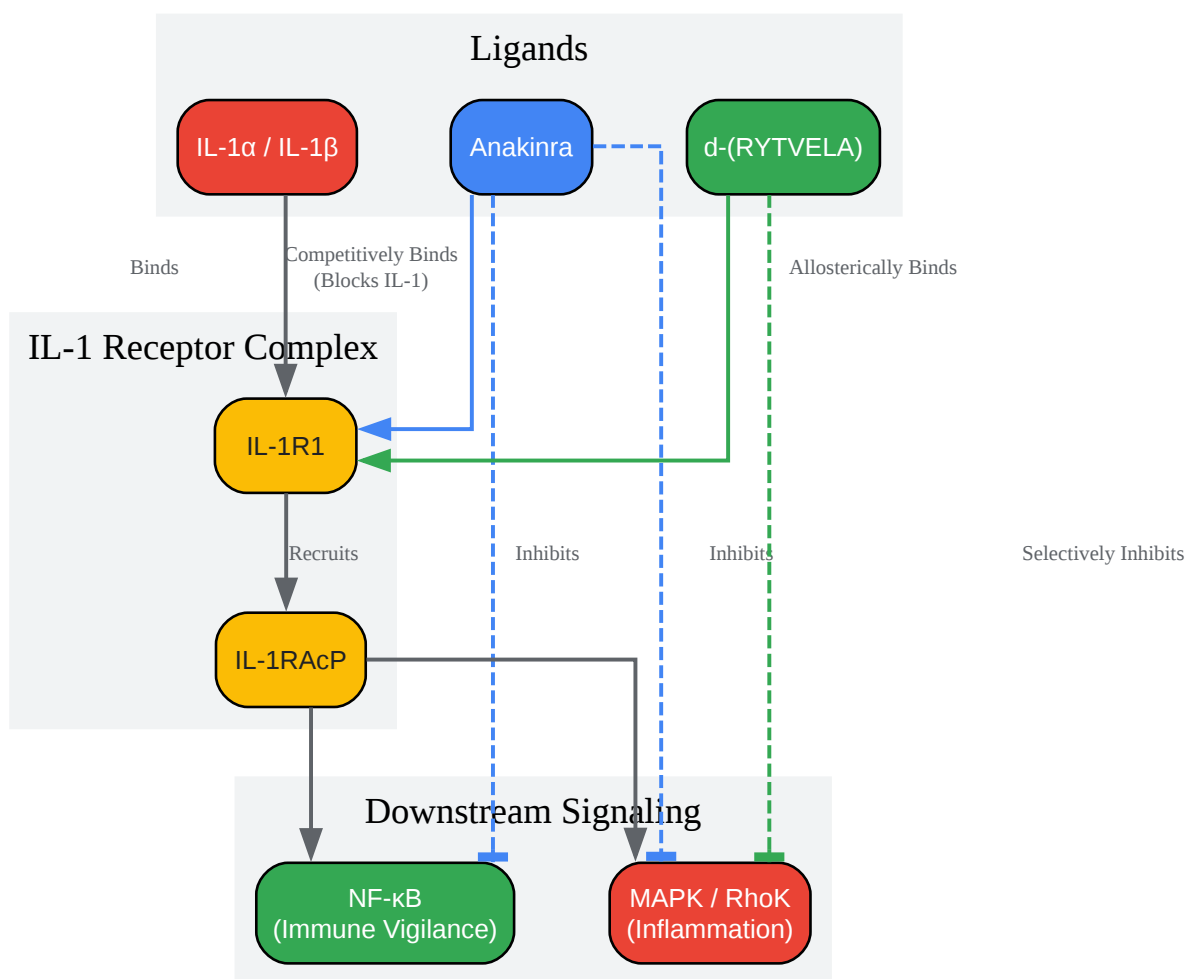 Ligands
IL-1α / IL-1β
Anakinra
d-(RYTVELA)
Binds
Competitively Binds
(Blocks IL-1)
Allosterically Binds
IL-1 Receptor Complex
IL-1R1
Recruits
Inhibits
Inhibits
Selectively Inhibits
IL-1RAcP
Downstream Signaling
NF-κB
(Immune Vigilance)
MAPK / RhoK
(Inflammation)